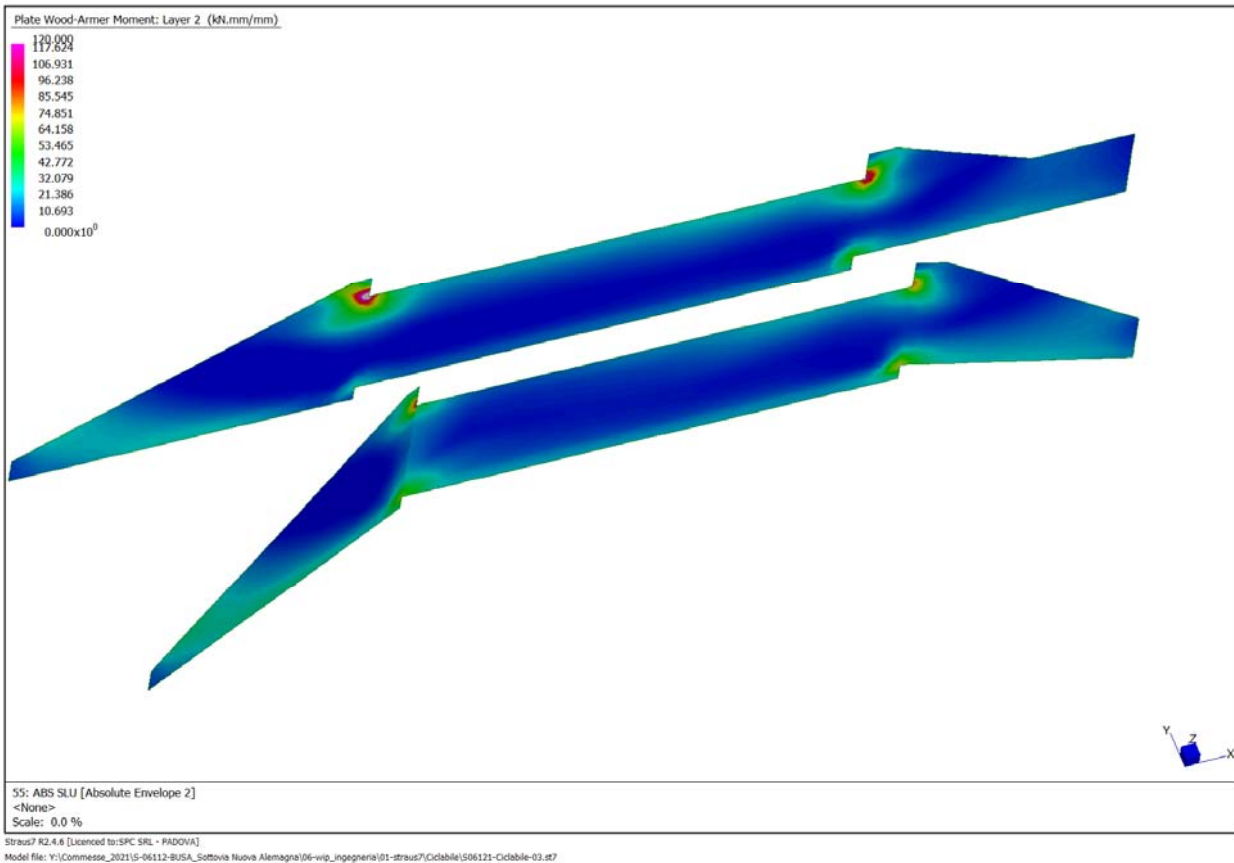 Plate Wood-Armer Moment: Layer 2 (kN.mm/mm)
120.000
117.624
106.931
96.238
85.545
74.851
64.158
53.465
42.772
32.079
21.386
10.693
0.000x10⁰
Y
Z
X
55: ABS SLU [Absolute Envelope 2]
<None>
Scale: 0.0 %
Straus7 R2.4.6 [Licenced to:SPC SRL - PADOVA]
Model file: Y:\Commesse_2021\S-06112-BUSA_Sottovia Nuova Alemagna\06-wip_ingegneria\01-straus7\Ciclabile\S06121-Ciclabile-03.st7